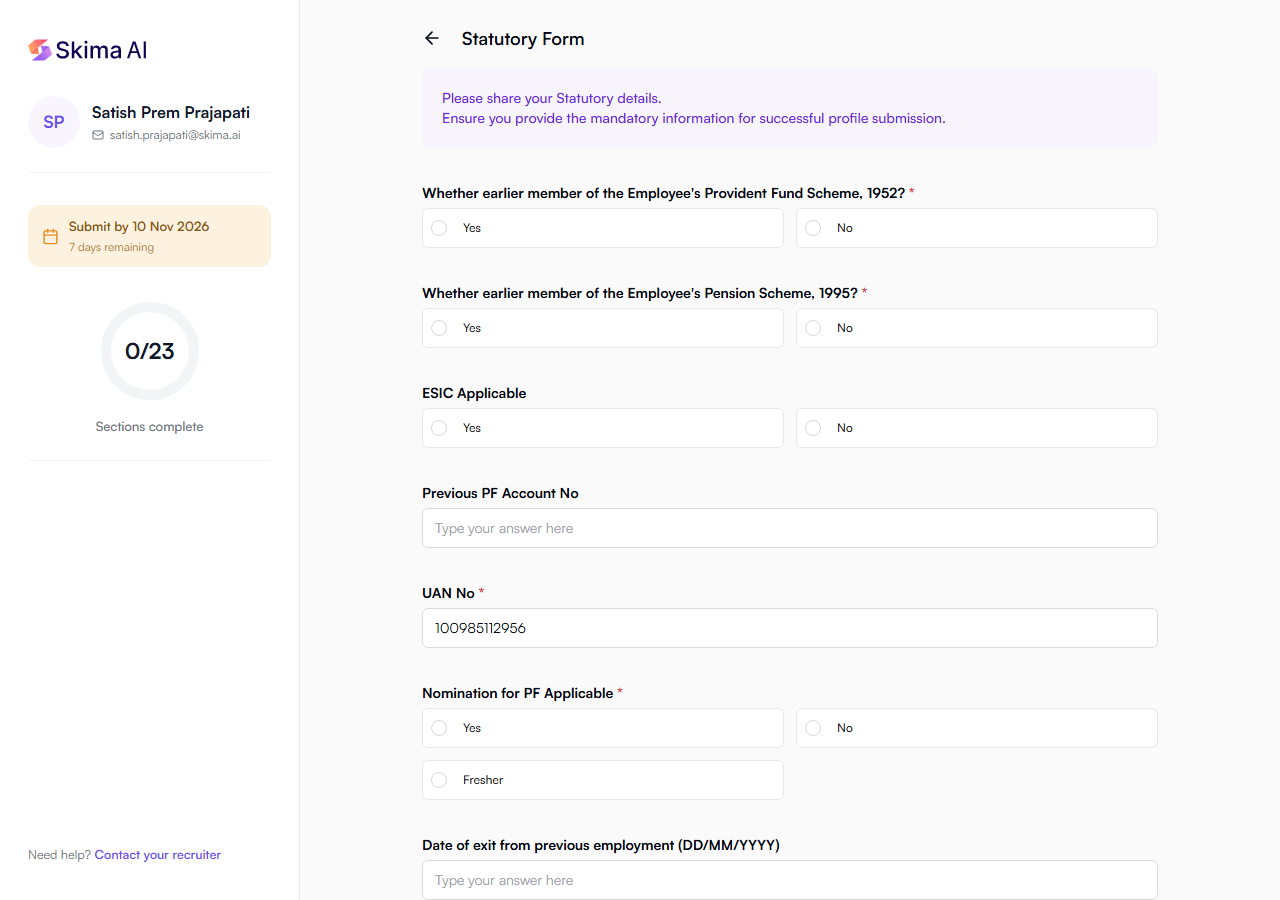 Skima AI
SP
Satish Prem Prajapati
satish.prajapati@skima.ai
Submit by 10 Nov 2026
7 days remaining
0/23
Sections complete
Need help? Contact your recruiter
Statutory Form
Please share your Statutory details.
Ensure you provide the mandatory information for successful profile submission.
Whether earlier member of the Employee's Provident Fund Scheme, 1952? *
Yes
No
Whether earlier member of the Employee's Pension Scheme, 1995? *
Yes
No
ESIC Applicable
Yes
No
Previous PF Account No
Type your answer here
UAN No *
100985112956
Nomination for PF Applicable *
Yes
No
Fresher
Date of exit from previous employment (DD/MM/YYYY)
Type your answer here